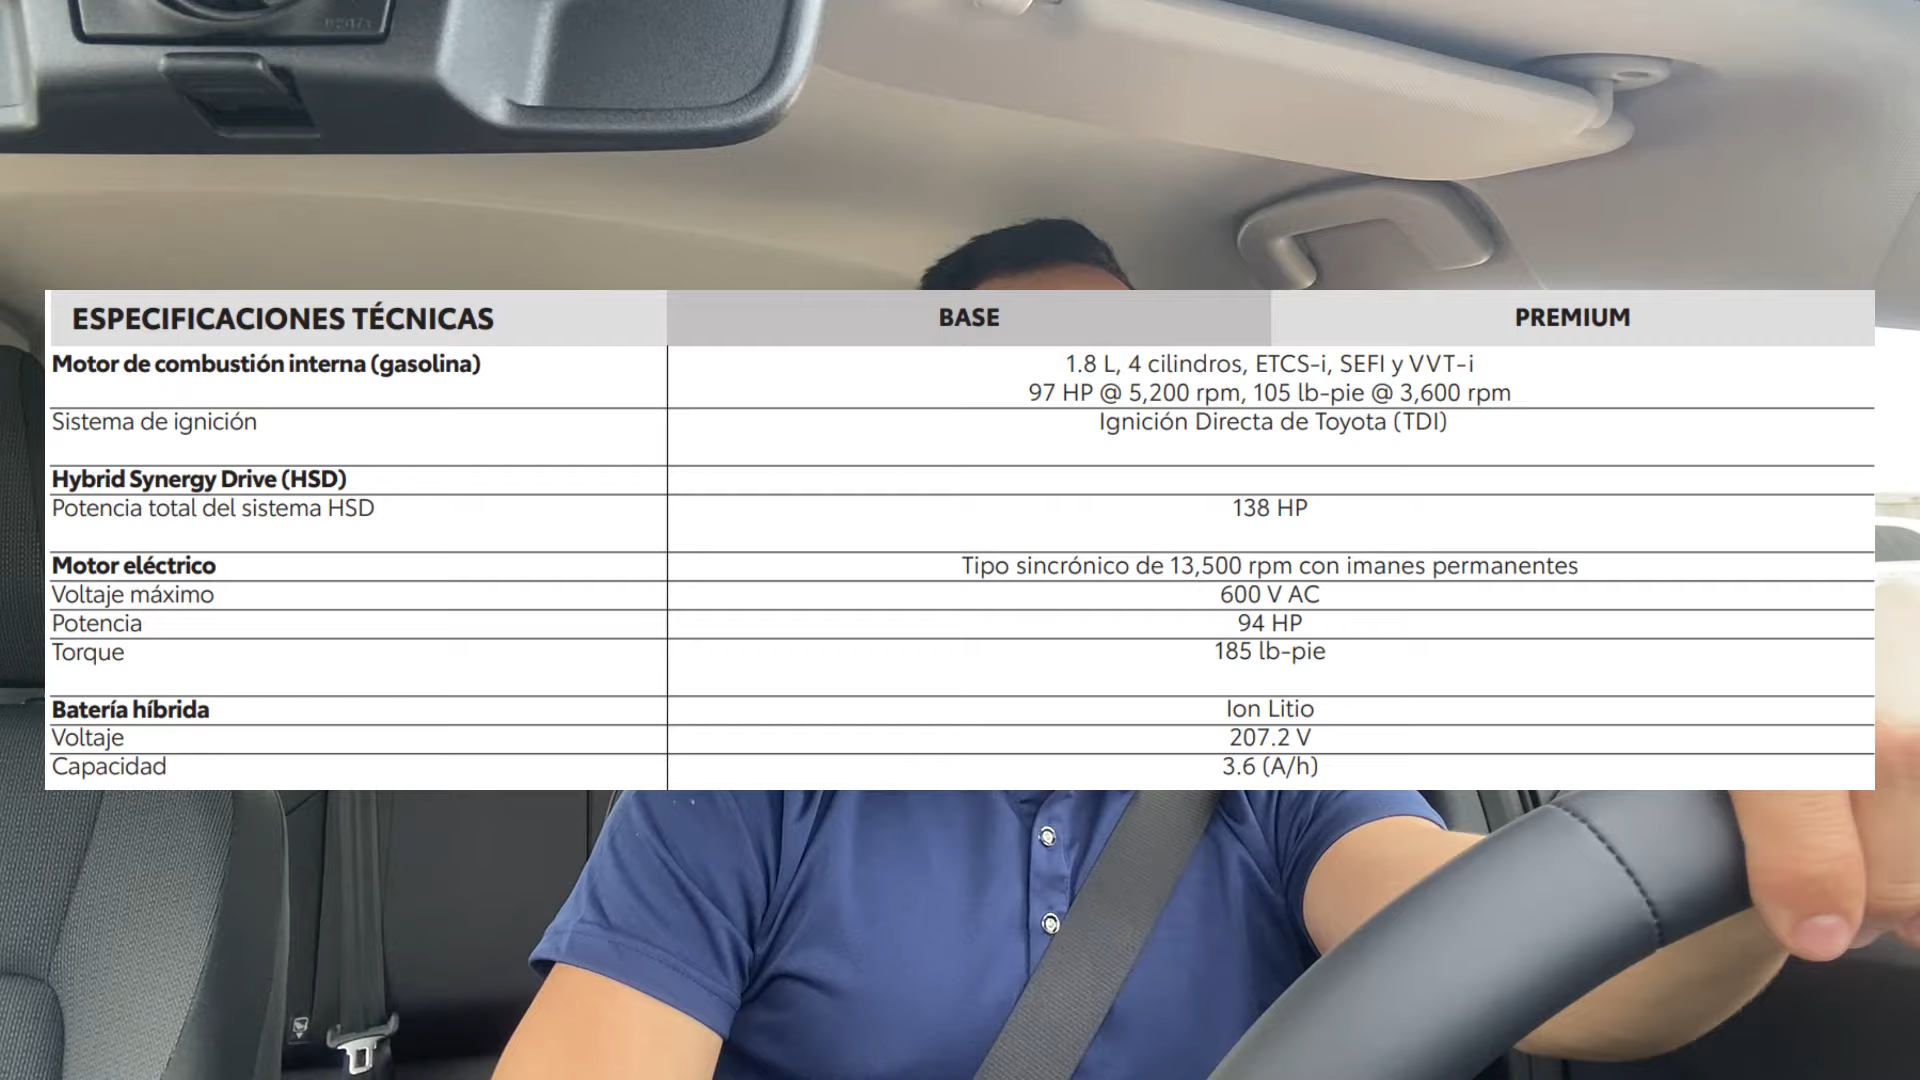 ESPECIFICACIONES TÉCNICAS BASE PREMIUM
Motor de combustión interna (gasolina) 1.8 L, 4 cilindros, ETCS-i, SEFI y VVT-i
97 HP @ 5,200 rpm, 105 lb-pie @ 3,600 rpm
Sistema de ignición Ignición Directa de Toyota (TDI)
Hybrid Synergy Drive (HSD)
Potencia total del sistema HSD 138 HP
Motor eléctrico Tipo sincrónico de 13,500 rpm con imanes permanentes
Voltaje máximo 600 V AC
Potencia 94 HP
Torque 185 lb-pie
Batería híbrida Ion Litio
Voltaje 207.2 V
Capacidad 3.6 (A/h)